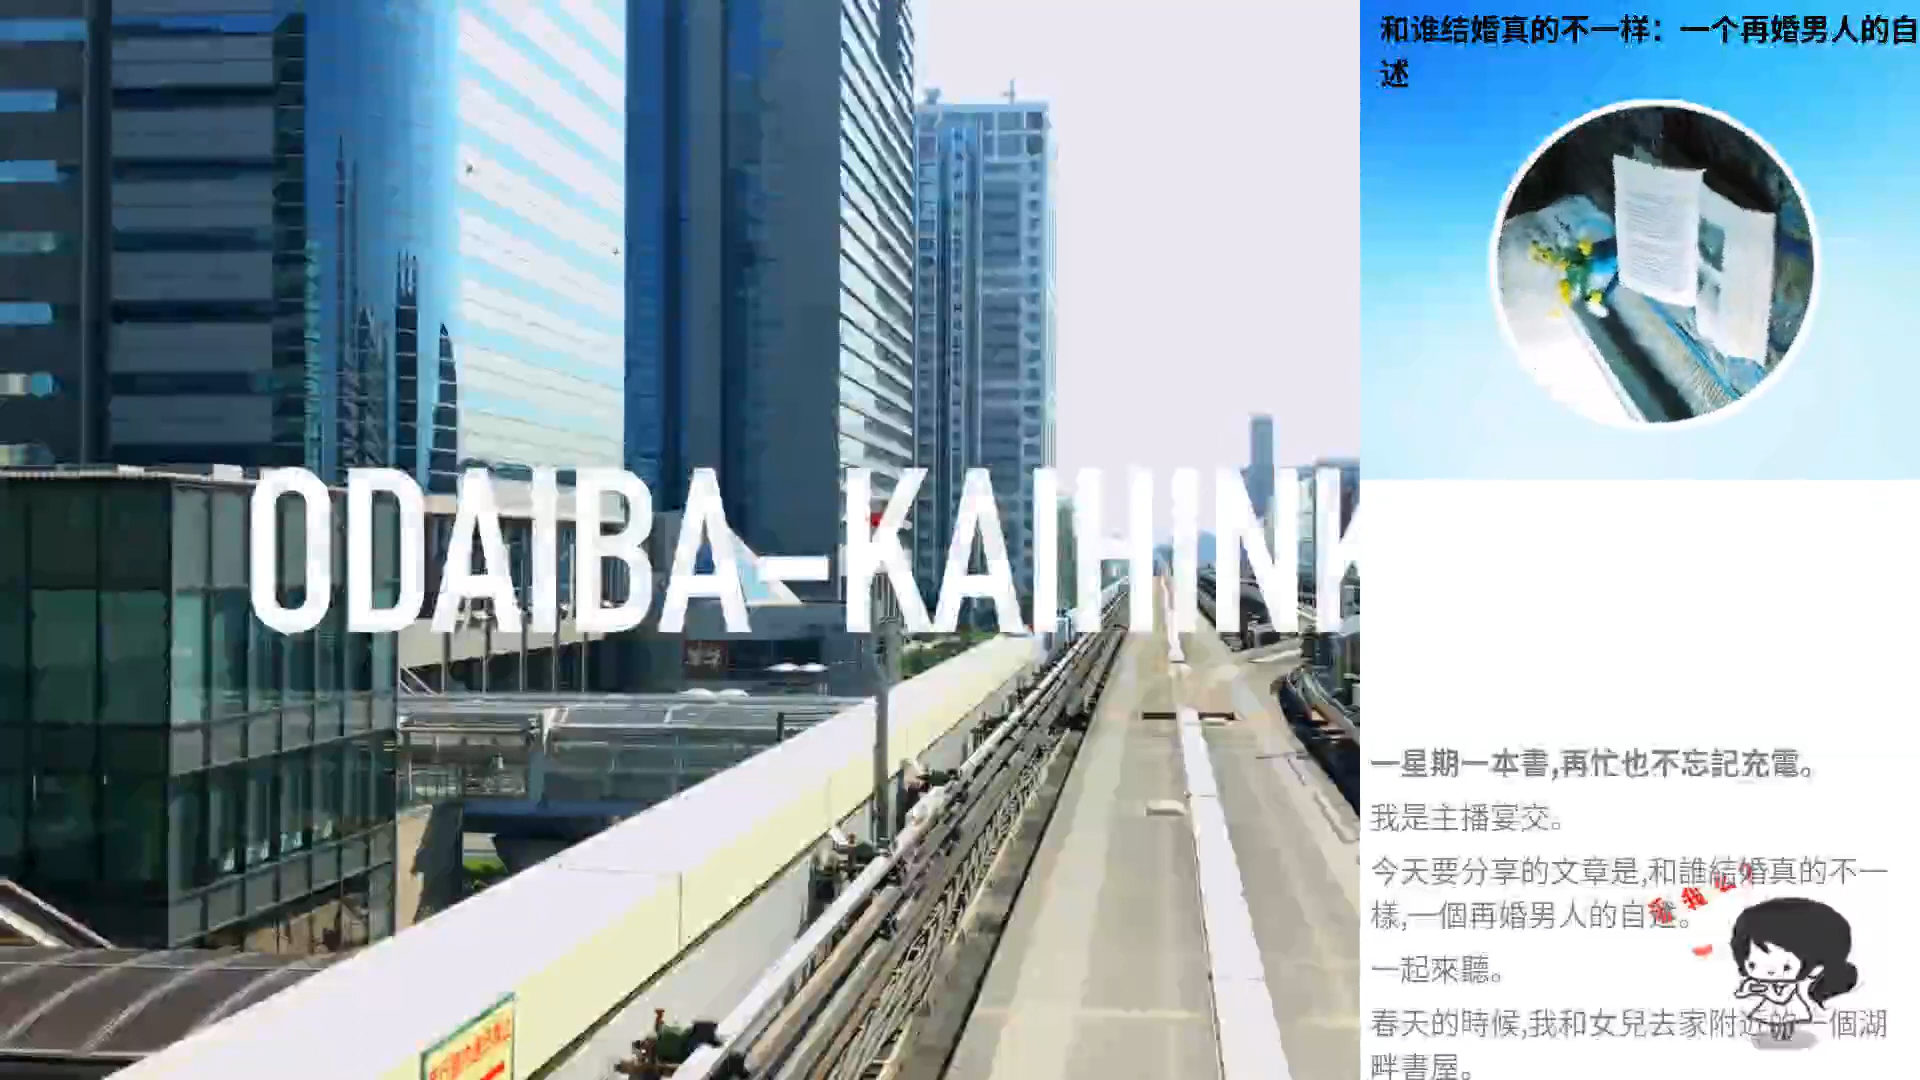 ODAIBA-KAIHINK
和谁结婚真的不一样：一个再婚男人的自
述
一星期一本書,再忙也不忘記充電。
我是主播宴交。
今天要分享的文章是,和誰結婚真的不一
樣,一個再婚男人的自述。
一起來聽。
春天的時候,我和女兒去家附近的一個湖
畔書屋。